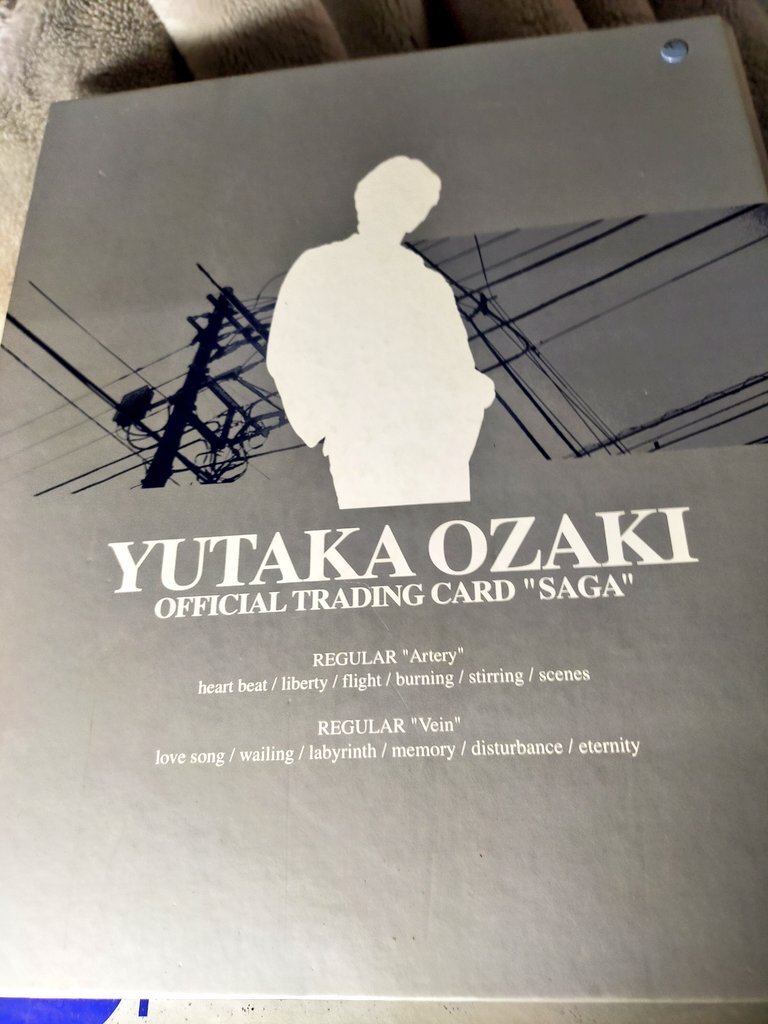 YUTAKA OZAKI
OFFICIAL TRADING CARD "SAGA"
REGULAR "Artery"
heart beat / liberty / flight / burning / stirring / scenes
REGULAR "Vein"
love song / wailing / labyrinth / memory / disturbance / eternity